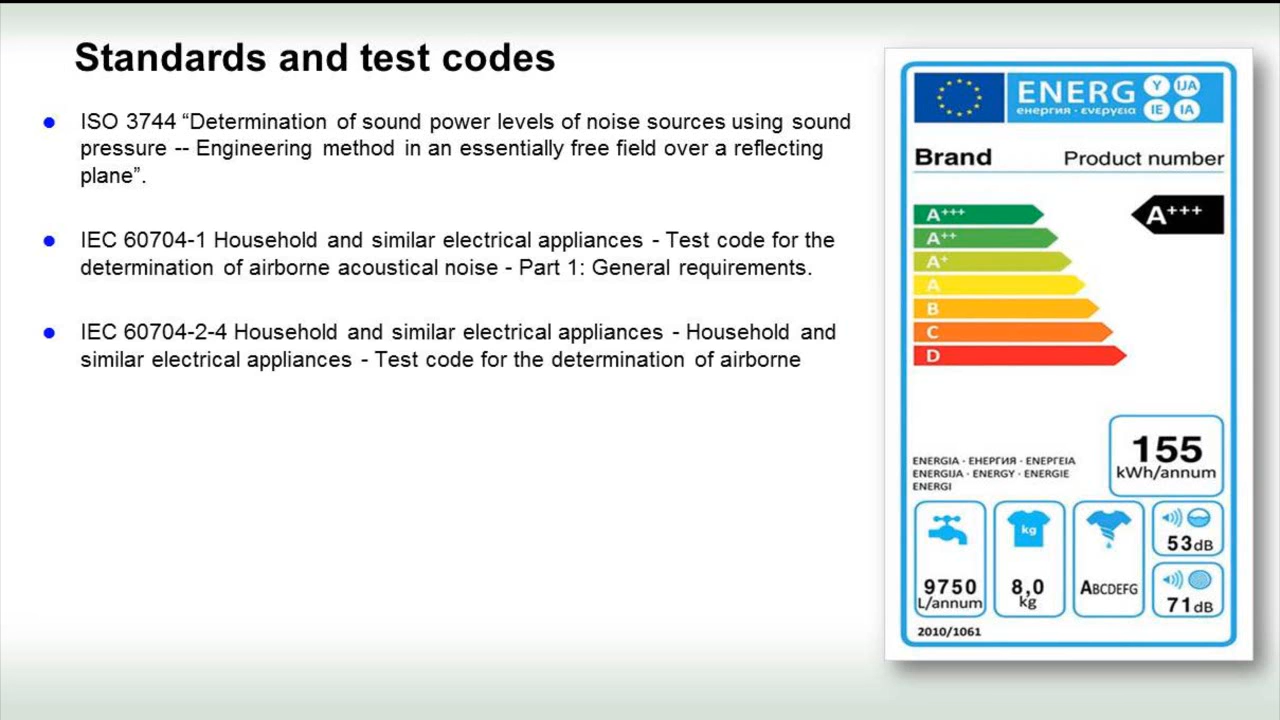 Standards and test codes
ISO 3744 “Determination of sound power levels of noise sources using sound
pressure -- Engineering method in an essentially free field over a reflecting
plane”.
IEC 60704-1 Household and similar electrical appliances - Test code for the
determination of airborne acoustical noise - Part 1: General requirements.
IEC 60704-2-4 Household and similar electrical appliances - Household and
similar electrical appliances - Test code for the determination of airborne
ENERG Y IJA
енергия · ενεργεια IE IA
Brand Product number
A+++ A+++
A++
A+
A
B
C
D
155
kWh/annum
ENERGIA · ЕНЕРГИЯ · ΕΝΕΡΓΕΙΑ
ENERGIJA · ENERGY · ENERGIE
ENERGI
kg
53dB
9750 8,0 ABCDEFG
L/annum kg
71dB
2010/1061